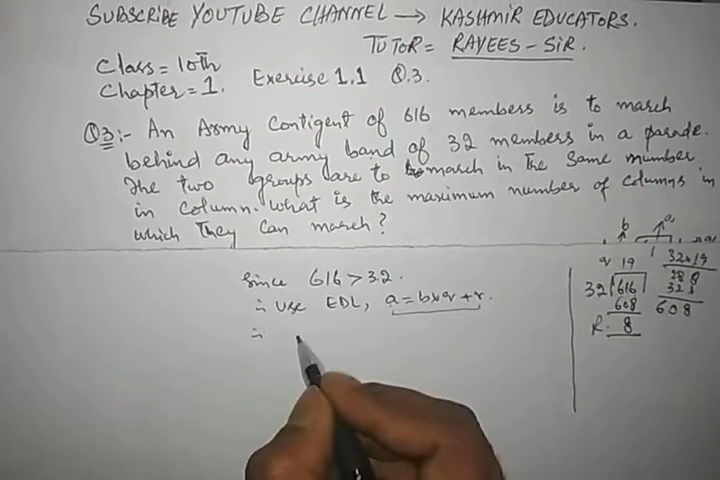 SUBSCRIBE YOUTUBE CHANNEL → KASHMIR EDUCATORS.
TUTOR = RAYEES - SIR.
Class = 10th
Chapter = 1. Exercise 1.1 Q.3.
Q3:- An Army Contigent of 616 members is to march
behind any army band of 32 members in a parade.
The two groups are to march in the same number
in column. What is the maximum number of columns in
which they can march?
Since 616 > 32.
∴ Use EDL, a = b×q + r.
∴
b a
q 19 32×19
32 616 28 8
608 32 ×
R. 8 608